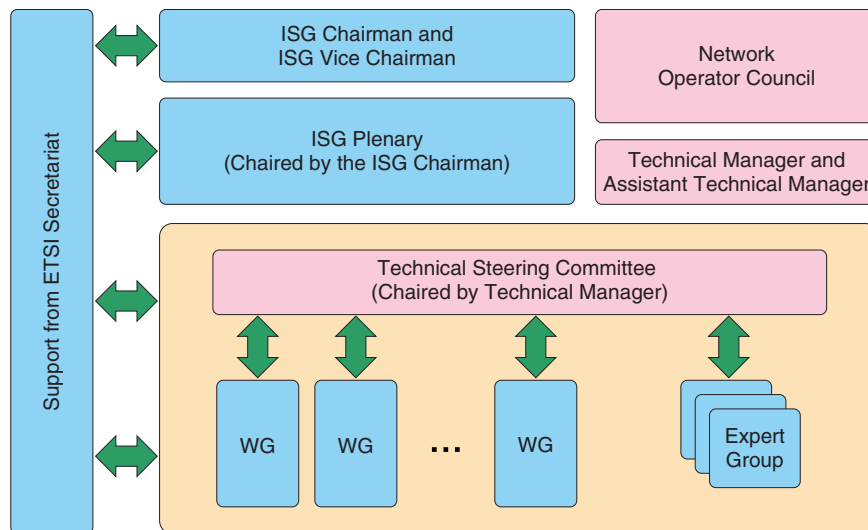 Support from ETSI Secretariat
ISG Chairman and
ISG Vice Chairman
Network
Operator Council
ISG Plenary
(Chaired by the ISG Chairman)
Technical Manager and
Assistant Technical Manager
Technical Steering Committee
(Chaired by Technical Manager)
WG
WG
...
WG
Expert
Group